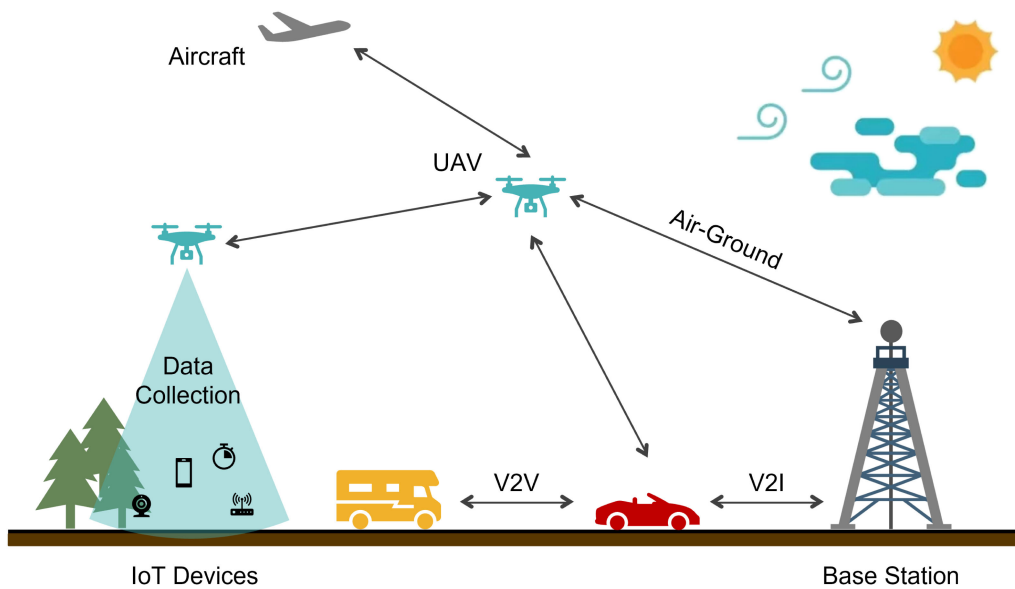 Aircraft
UAV
Air-Ground
Data
Collection
V2V
V2I
IoT Devices
Base Station